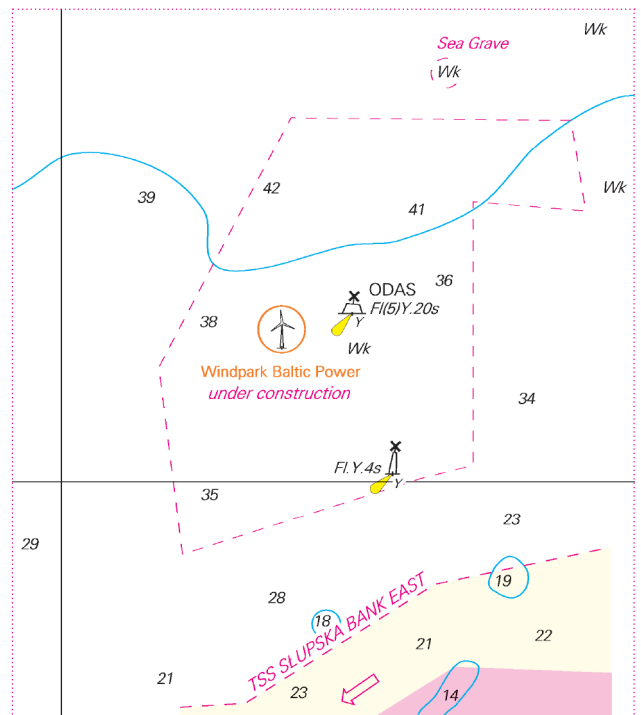 Wk
Sea Grave
Wk
42
39
41
Wk
36
ODAS
Fl(5)Y.20s
Y
38
Wk
Windpark Baltic Power
under construction
34
Fl.Y.4s
Y
35
23
29
19
28
18
TSS SLUPSKA BANK EAST
21
22
21
23
14